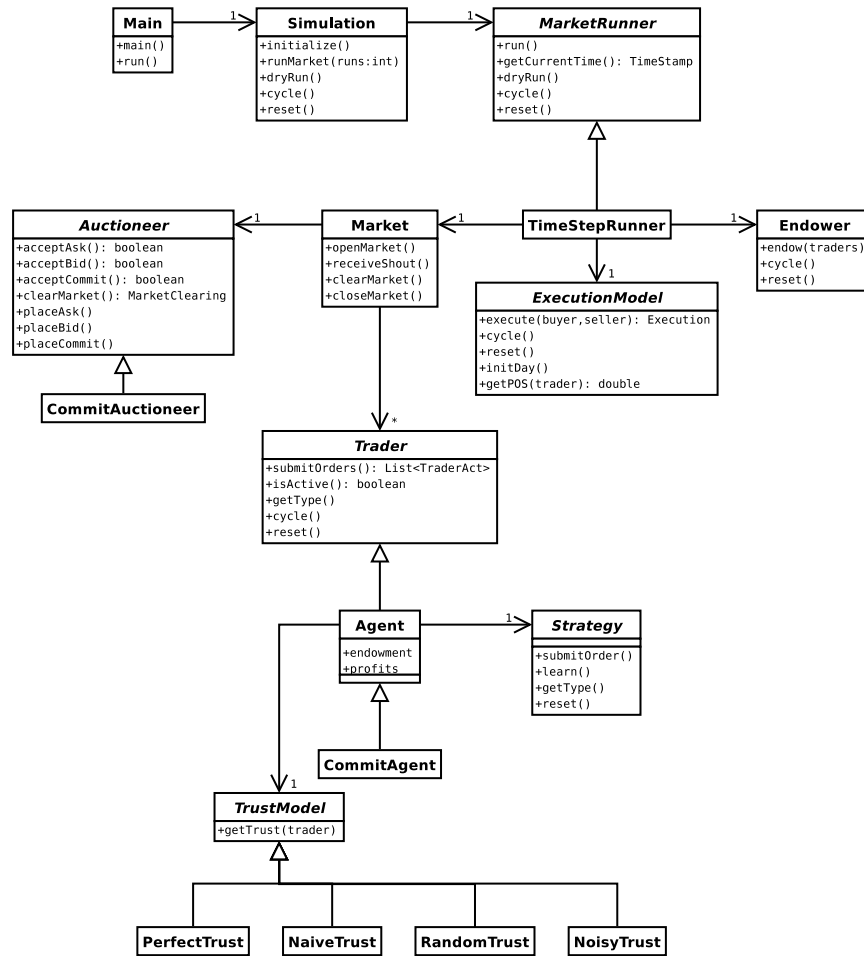 Main
+main()
+run()
1
Simulation
+initialize()
+runMarket(runs:int)
+dryRun()
+cycle()
+reset()
1
MarketRunner
+run()
+getCurrentTime(): TimeStamp
+dryRun()
+cycle()
+reset()
Auctioneer
+acceptAsk(): boolean
+acceptBid(): boolean
+acceptCommit(): boolean
+clearMarket(): MarketClearing
+placeAsk()
+placeBid()
+placeCommit()
1
Market
+openMarket()
+receiveShout()
+clearMarket()
+closeMarket()
1
TimeStepRunner
1
Endower
+endow(traders)
+cycle()
+reset()
1
ExecutionModel
+execute(buyer,seller): Execution
+cycle()
+reset()
+initDay()
+getPOS(trader): double
CommitAuctioneer
*
Trader
+submitOrders(): List<TraderAct>
+isActive(): boolean
+getType()
+cycle()
+reset()
Agent
+endowment
+profits
1
Strategy
+submitOrder()
+learn()
+getType()
+reset()
CommitAgent
1
TrustModel
+getTrust(trader)
PerfectTrust
NaiveTrust
RandomTrust
NoisyTrust